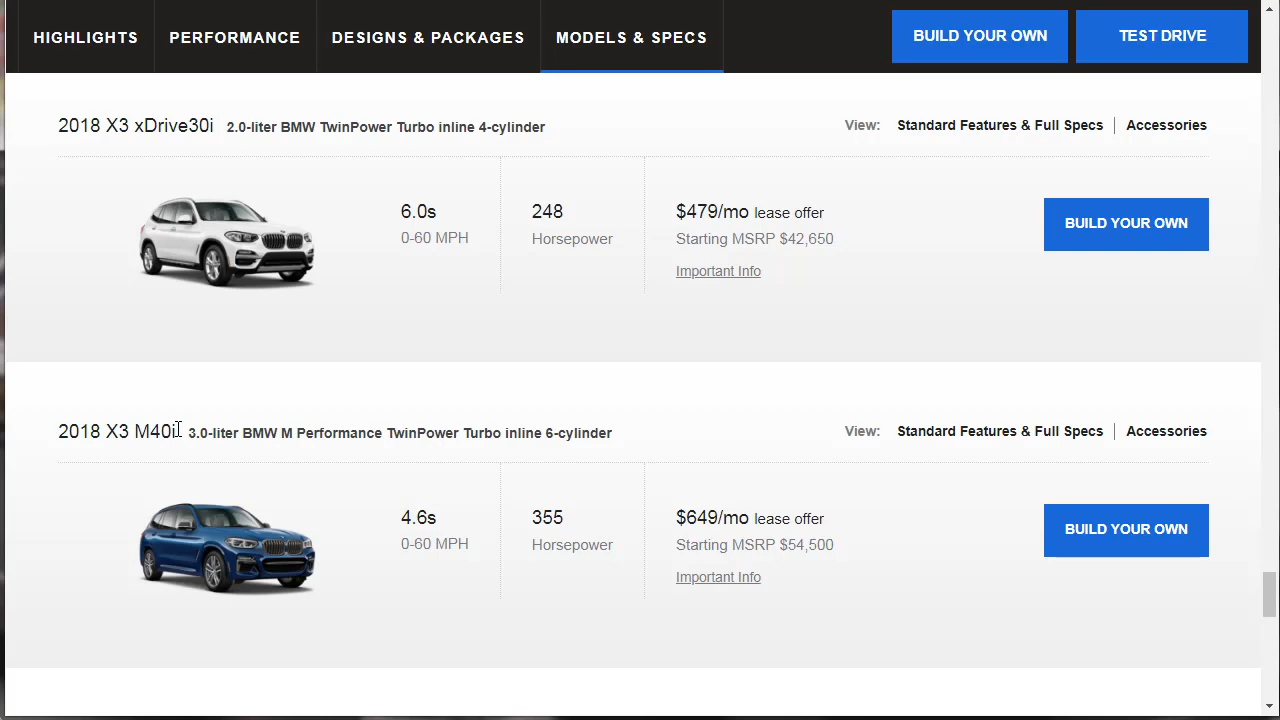 HIGHLIGHTS PERFORMANCE DESIGNS & PACKAGES MODELS & SPECS BUILD YOUR OWN TEST DRIVE
2018 X3 xDrive30i 2.0-liter BMW TwinPower Turbo inline 4-cylinder View: Standard Features & Full Specs Accessories
6.0s 248 $479/mo lease offer BUILD YOUR OWN
0-60 MPH Horsepower Starting MSRP $42,650
Important Info
2018 X3 M40i 3.0-liter BMW M Performance TwinPower Turbo inline 6-cylinder View: Standard Features & Full Specs Accessories
4.6s 355 $649/mo lease offer BUILD YOUR OWN
0-60 MPH Horsepower Starting MSRP $54,500
Important Info